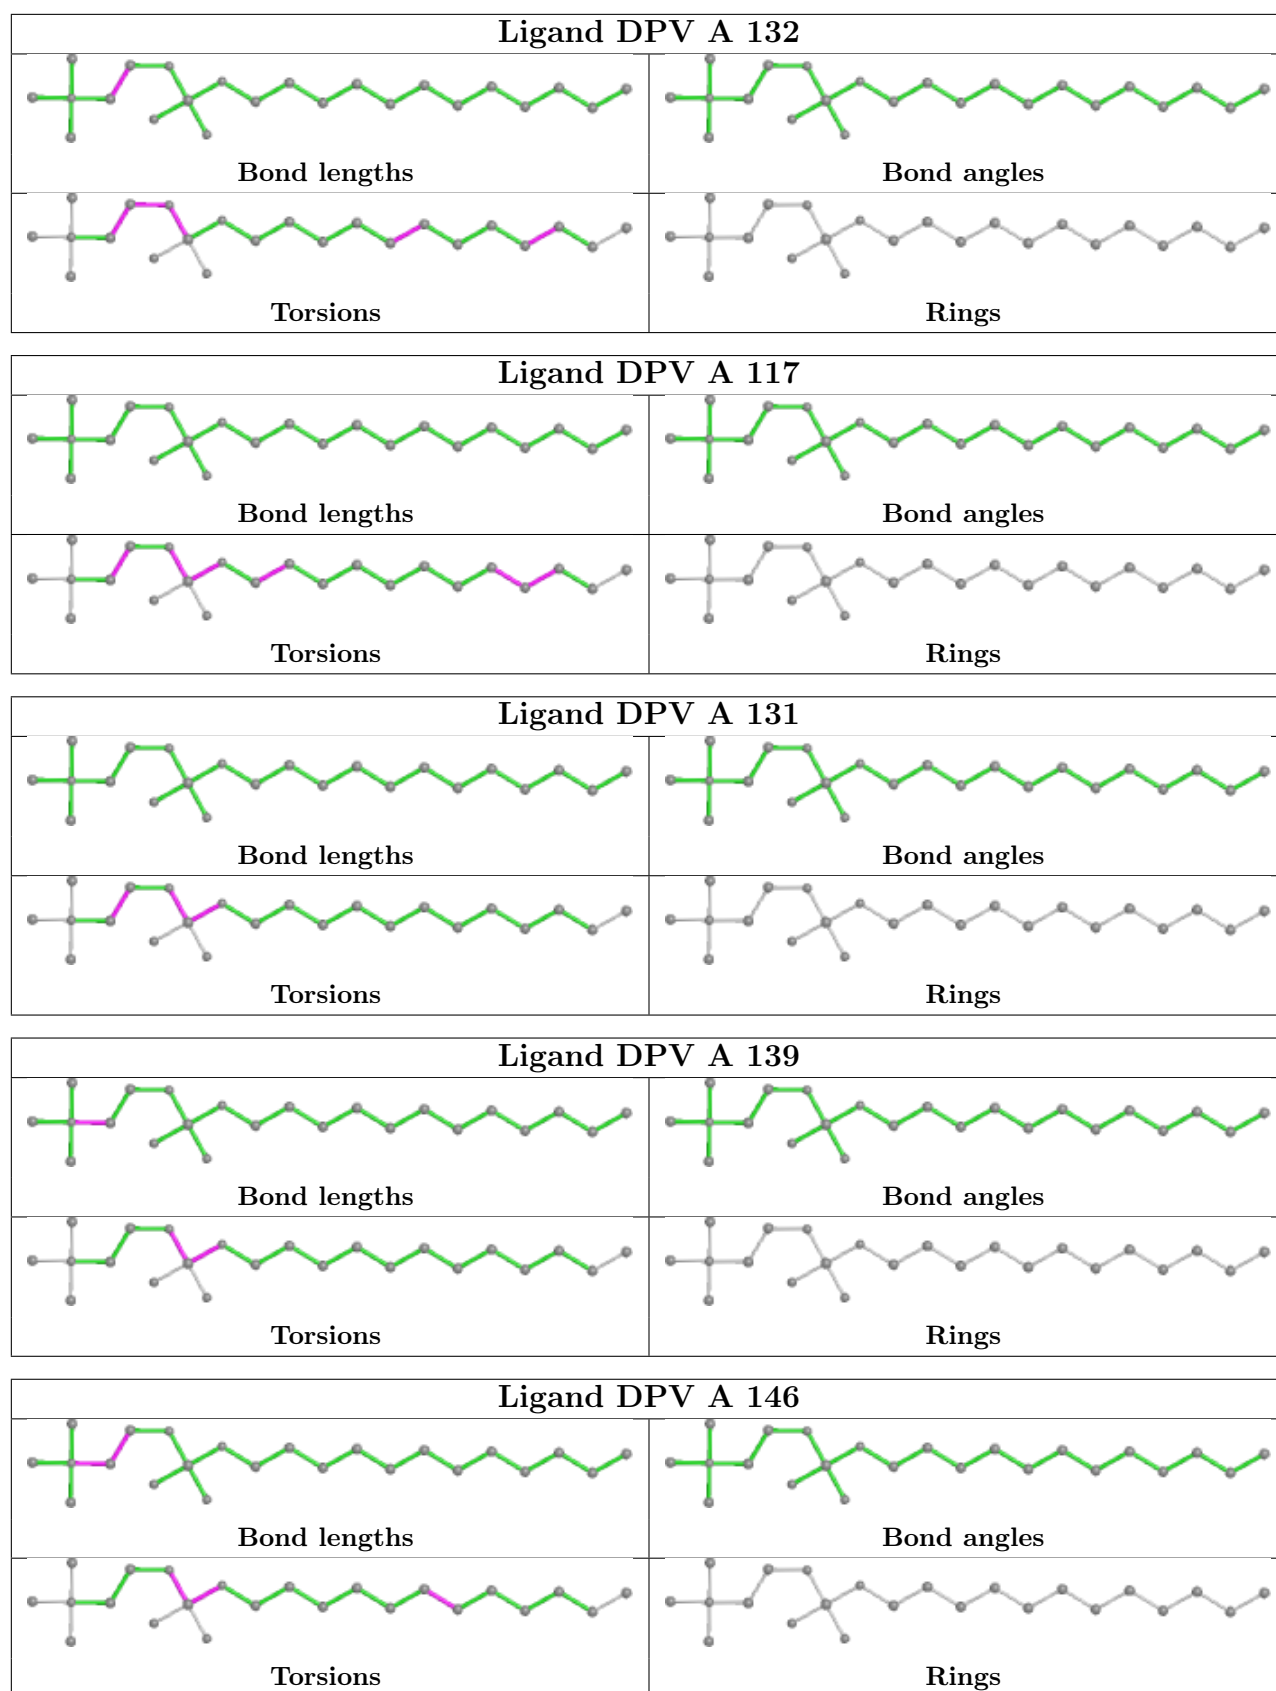 Ligand DPV A 132
Bond lengths
Bond angles
Torsions
Rings
Ligand DPV A 117
Bond lengths
Bond angles
Torsions
Rings
Ligand DPV A 131
Bond lengths
Bond angles
Torsions
Rings
Ligand DPV A 139
Bond lengths
Bond angles
Torsions
Rings
Ligand DPV A 146
Bond lengths
Bond angles
Torsions
Rings